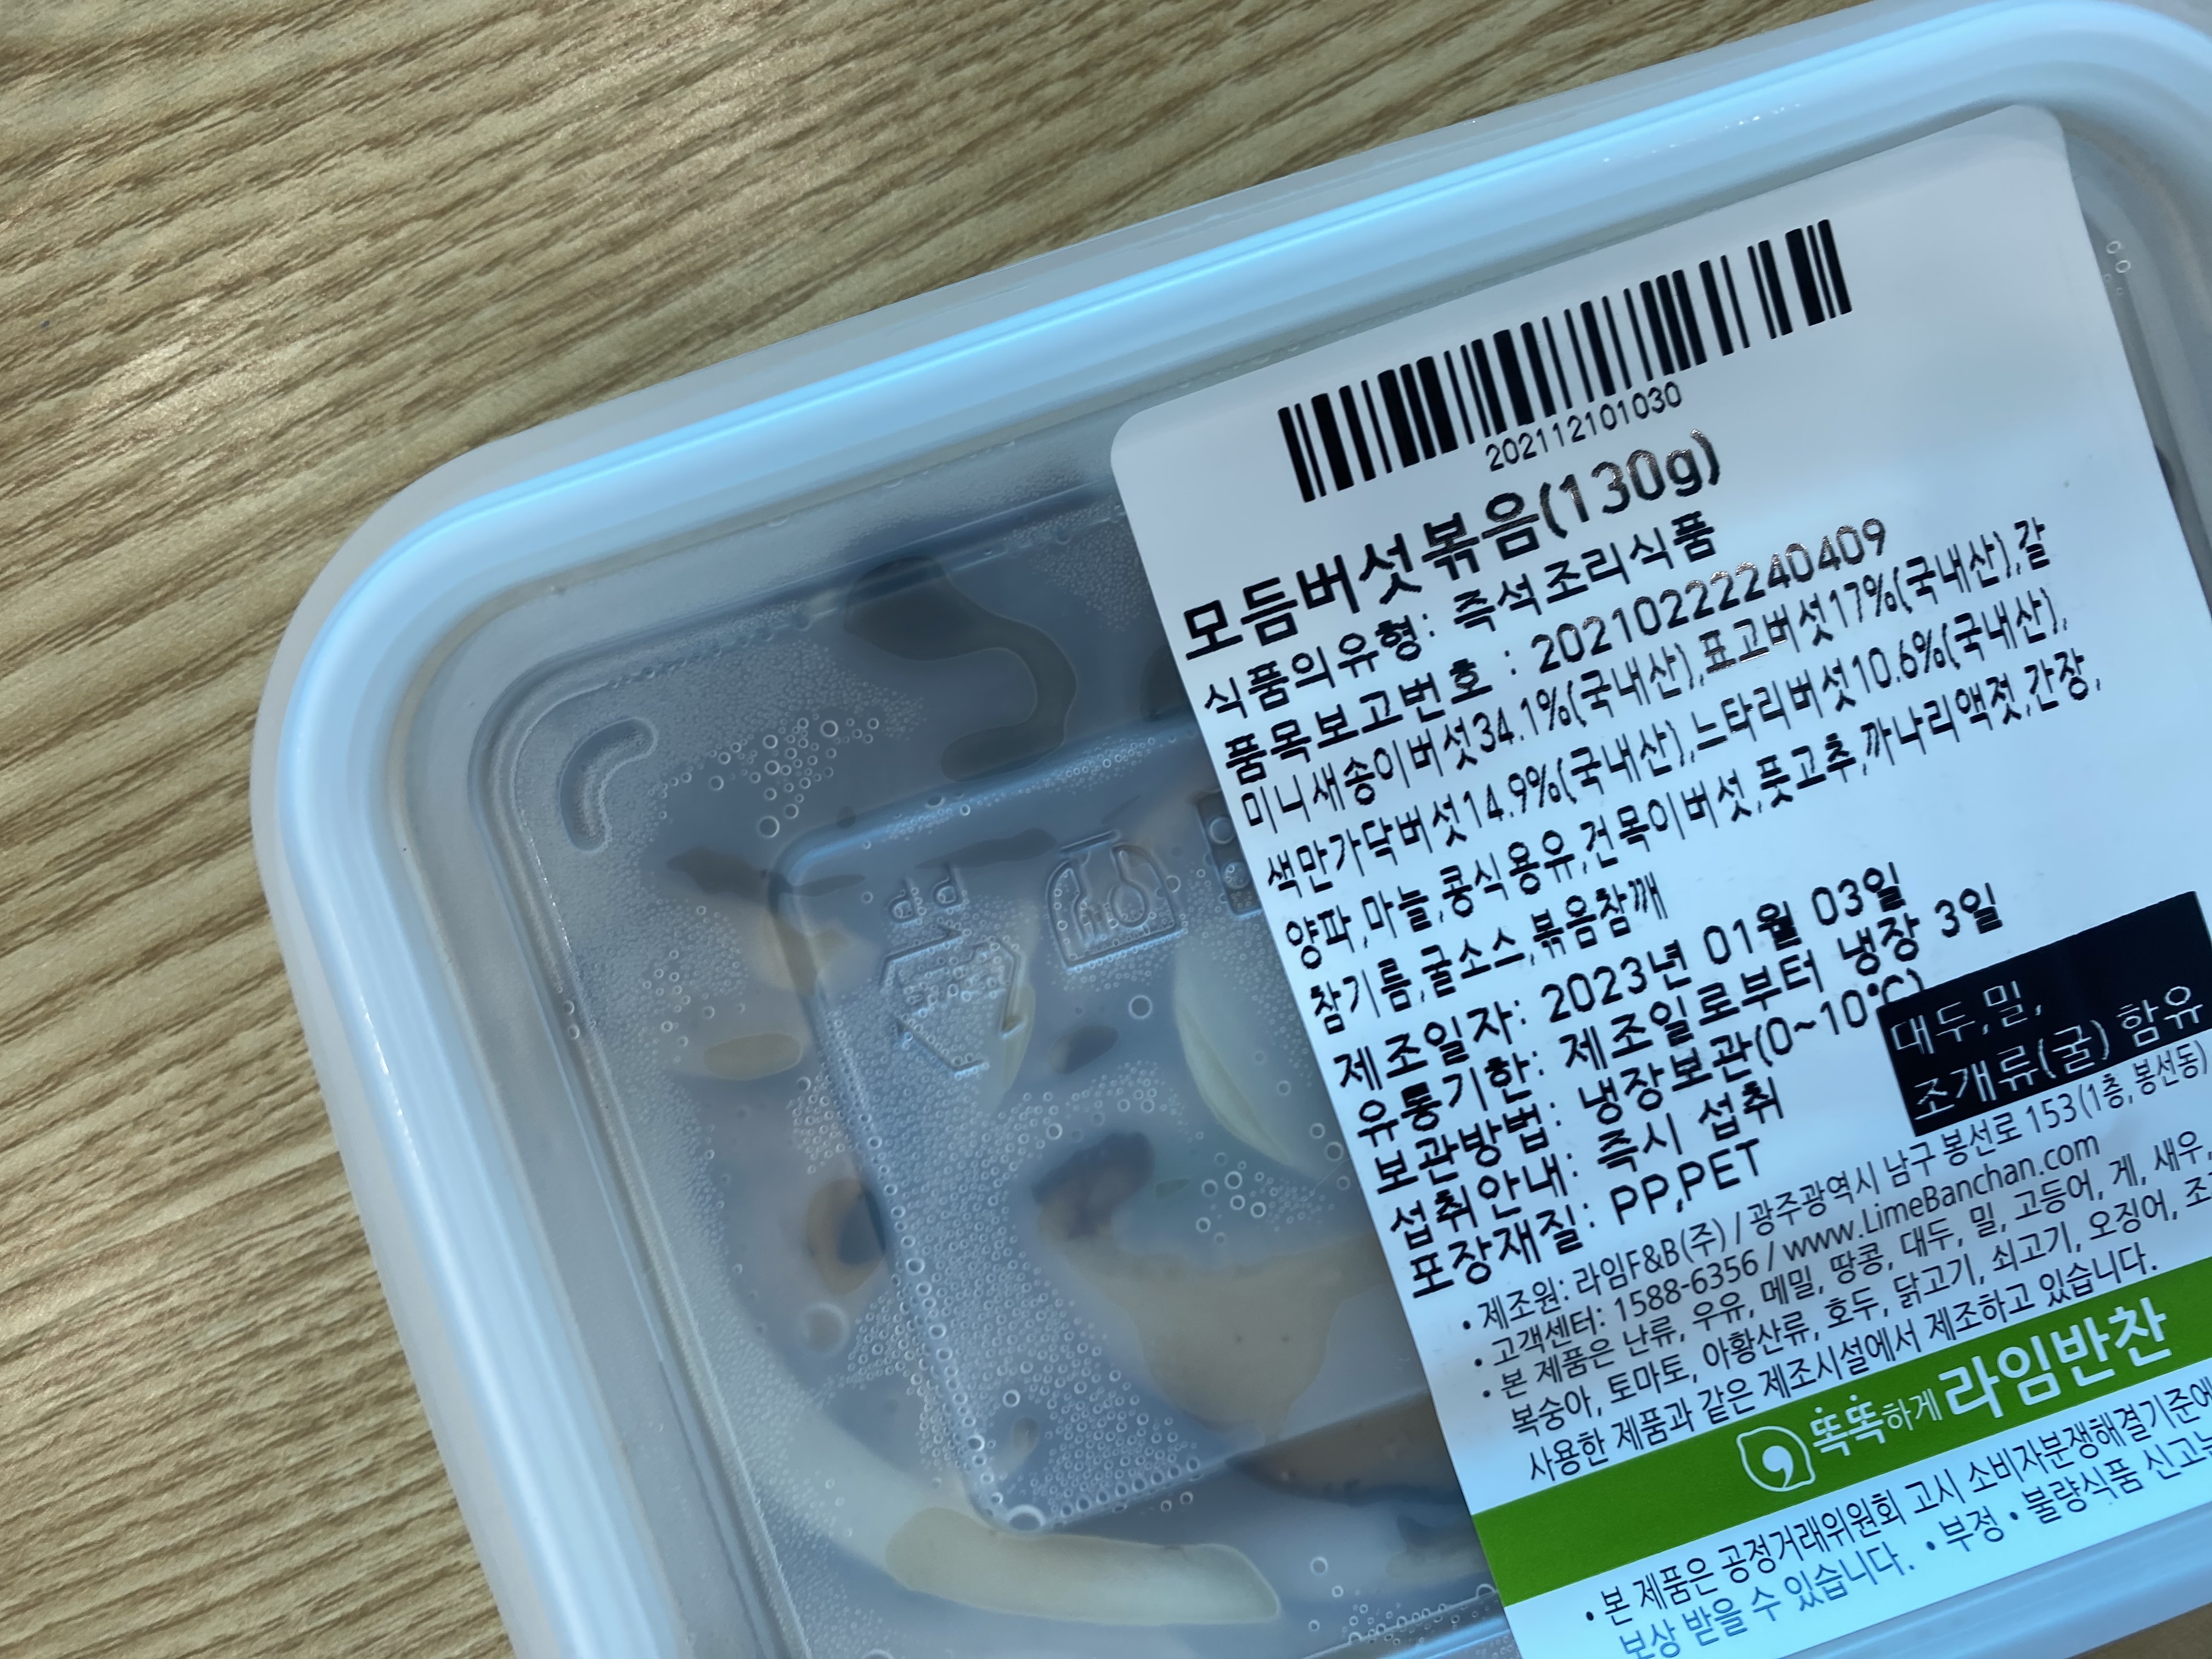 202112101030
모듬버섯볶음(130g)
식품의유형: 즉석조리식품
품목보고번호 : 2021022240409
미니새송이버섯34.1%(국내산),표고버섯17%(국내산),갈
색만가닥버섯14.9%(국내산),느타리버섯10.6%(국내산),
양파,마늘,콩식용유,건목이버섯,풋고추,까나리액젓,간장,
참기름,굴소스,볶음참깨
제조일자: 2023년 01월 03일
유통기한: 제조일로부터 냉장 3일
보관방법: 냉장보관(0~10°C)
섭취안내: 즉시 섭취
포장재질: PP,PET
대두,밀,
조개류(굴) 함유
• 제조원: 라임F&B(주) / 광주광역시 남구 봉선로 153(1층, 봉선동)
• 고객센터: 1588-6356 / www.LimeBanchan.com
• 본 제품은 난류, 우유, 메밀, 땅콩, 대두, 밀, 고등어, 게, 새우,
복숭아, 토마토, 아황산류, 호두, 닭고기, 쇠고기, 오징어,
사용한 제품과 같은 제조시설에서 제조하고 있습니다.
똑똑하게 라임반찬
• 본 제품은 공정거래위원회 고시 소비자분쟁해결기준에
보상 받을 수 있습니다. • 부정 • 불량식품